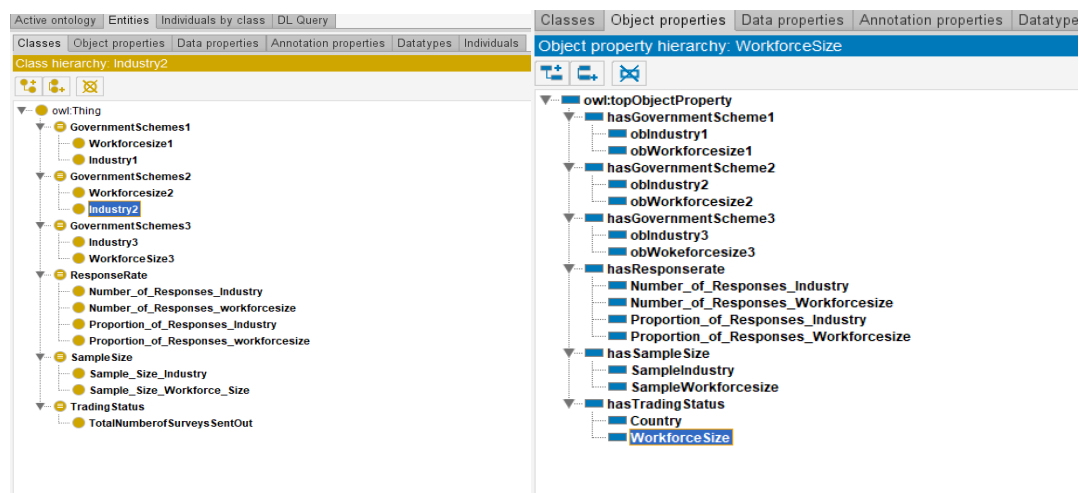 Active ontology Entities Individuals by class DL Query
Classes Object properties Data properties Annotation properties Datatypes Individuals
Class hierarchy: Industry2
owl:Thing
GovernmentSchemes1
Workforcesize1
Industry1
GovernmentSchemes2
Workforcesize2
Industry2
GovernmentSchemes3
Industry3
WorkforceSize3
ResponseRate
Number_of_Responses_Industry
Number_of_Responses_workforcesize
Proportion_of_Responses_Industry
Proportion_of_Responses_workforcesize
SampleSize
Sample_Size_Industry
Sample_Size_Workforce_Size
TradingStatus
TotalNumberofSurveysSentOut
Classes Object properties Data properties Annotation properties Datatype
Object property hierarchy: WorkforceSize
owl:topObjectProperty
hasGovernmentScheme1
obIndustry1
obWorkforcesize1
hasGovernmentScheme2
obIndustry2
obWorkforcesize2
hasGovernmentScheme3
obIndustry3
obWokeforcesize3
hasResponserate
Number_of_Responses_Industry
Number_of_Responses_Workforcesize
Proportion_of_Responses_Industry
Proportion_of_Responses_Workforcesize
hasSampleSize
SampleIndustry
SampleWorkforcesize
hasTradingStatus
Country
WorkforceSize